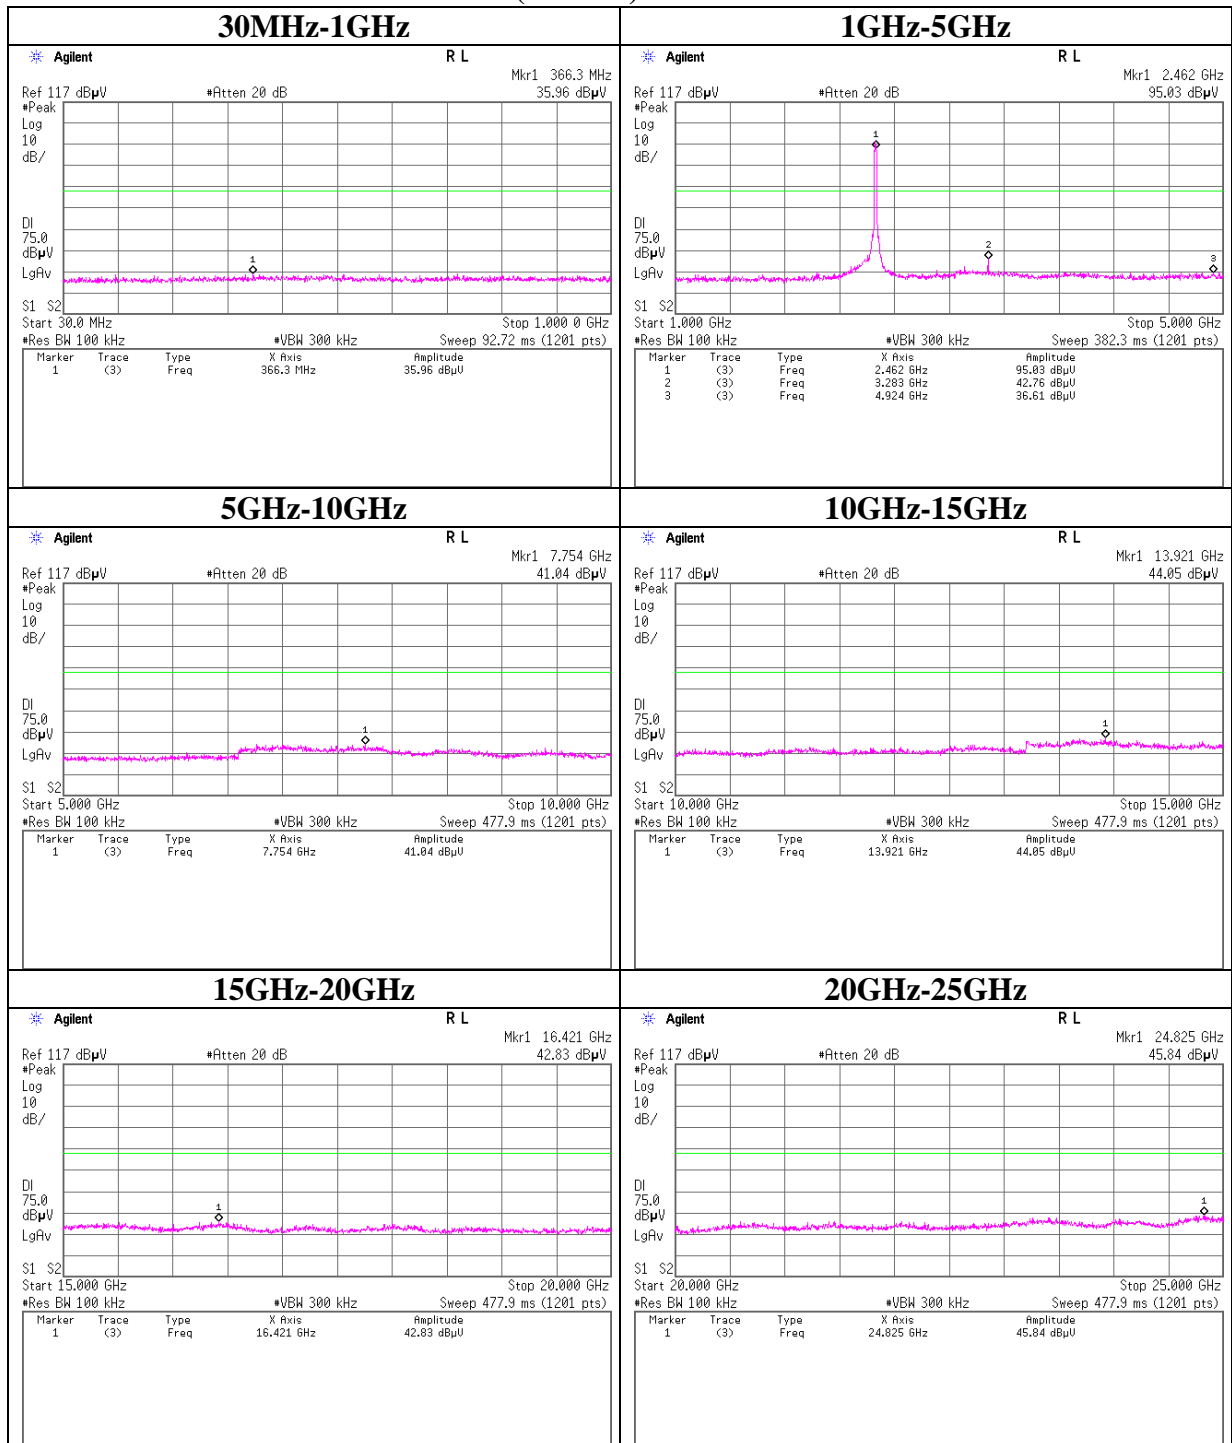 30MHz-1GHz
Agilent R L
Mkr1 366.3 MHz
Ref 117 dBµV #Atten 20 dB 35.96 dBµV
#Peak
Log
10
dB/
1
DI
75.0
dBµV
LgAv
S1 S2
Start 30.0 MHz Stop 1.000 0 GHz
#Res BW 100 kHz #VBW 300 kHz Sweep 92.72 ms (1201 pts)
Marker Trace Type X Axis Amplitude
1 (3) Freq 366.3 MHz 35.96 dBµV
1GHz-5GHz
Agilent R L
Mkr1 2.462 GHz
Ref 117 dBµV #Atten 20 dB 95.03 dBµV
#Peak
Log
10
dB/
1
2
3
DI
75.0
dBµV
LgAv
S1 S2
Start 1.000 GHz Stop 5.000 GHz
#Res BW 100 kHz #VBW 300 kHz Sweep 382.3 ms (1201 pts)
Marker Trace Type X Axis Amplitude
1 (3) Freq 2.462 GHz 95.03 dBµV
2 (3) Freq 3.283 GHz 42.76 dBµV
3 (3) Freq 4.924 GHz 36.61 dBµV
5GHz-10GHz
Agilent R L
Mkr1 7.754 GHz
Ref 117 dBµV #Atten 20 dB 41.04 dBµV
#Peak
Log
10
dB/
1
DI
75.0
dBµV
LgAv
S1 S2
Start 5.000 GHz Stop 10.000 GHz
#Res BW 100 kHz #VBW 300 kHz Sweep 477.9 ms (1201 pts)
Marker Trace Type X Axis Amplitude
1 (3) Freq 7.754 GHz 41.04 dBµV
10GHz-15GHz
Agilent R L
Mkr1 13.921 GHz
Ref 117 dBµV #Atten 20 dB 44.05 dBµV
#Peak
Log
10
dB/
1
DI
75.0
dBµV
LgAv
S1 S2
Start 10.000 GHz Stop 15.000 GHz
#Res BW 100 kHz #VBW 300 kHz Sweep 477.9 ms (1201 pts)
Marker Trace Type X Axis Amplitude
1 (3) Freq 13.921 GHz 44.05 dBµV
15GHz-20GHz
Agilent R L
Mkr1 16.421 GHz
Ref 117 dBµV #Atten 20 dB 42.83 dBµV
#Peak
Log
10
dB/
1
DI
75.0
dBµV
LgAv
S1 S2
Start 15.000 GHz Stop 20.000 GHz
#Res BW 100 kHz #VBW 300 kHz Sweep 477.9 ms (1201 pts)
Marker Trace Type X Axis Amplitude
1 (3) Freq 16.421 GHz 42.83 dBµV
20GHz-25GHz
Agilent R L
Mkr1 24.825 GHz
Ref 117 dBµV #Atten 20 dB 45.84 dBµV
#Peak
Log
10
dB/
1
DI
75.0
dBµV
LgAv
S1 S2
Start 20.000 GHz Stop 25.000 GHz
#Res BW 100 kHz #VBW 300 kHz Sweep 477.9 ms (1201 pts)
Marker Trace Type X Axis Amplitude
1 (3) Freq 24.825 GHz 45.84 dBµV